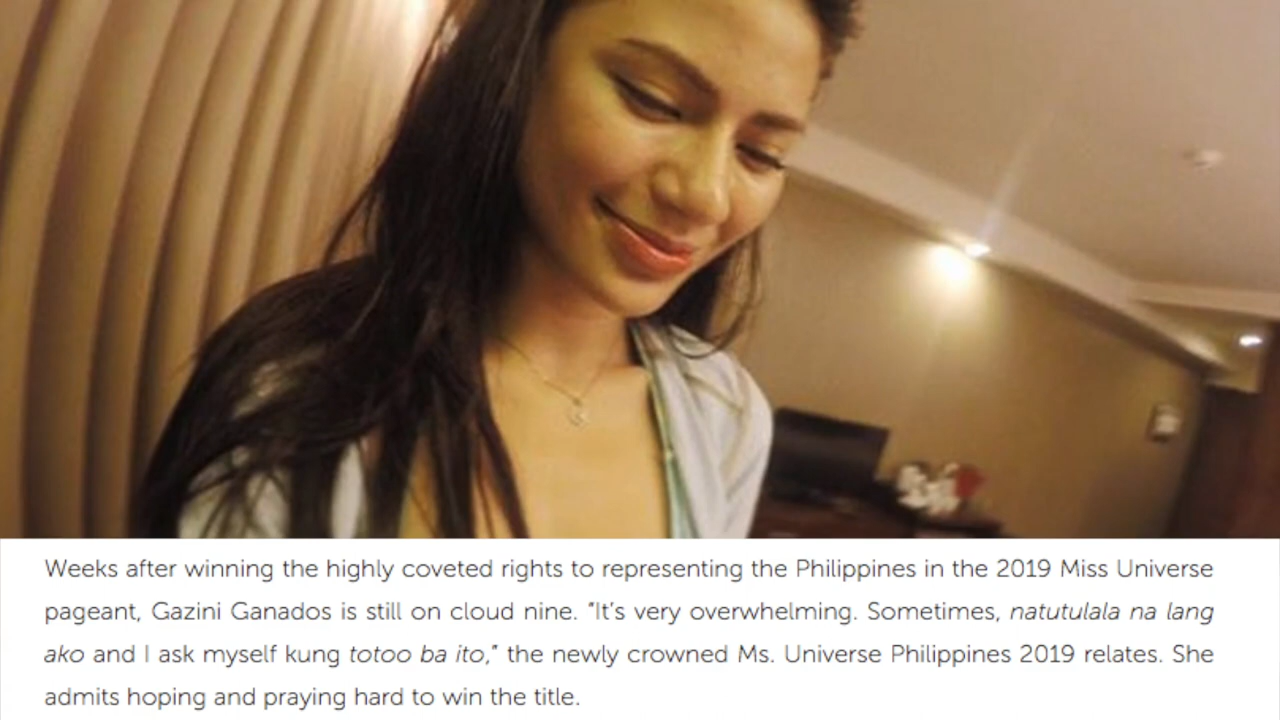 Weeks after winning the highly coveted rights to representing the Philippines in the 2019 Miss Universe
pageant, Gazini Ganados is still on cloud nine. “It’s very overwhelming. Sometimes, natutulala na lang
ako and I ask myself kung totoo ba ito,” the newly crowned Ms. Universe Philippines 2019 relates. She
admits hoping and praying hard to win the title.